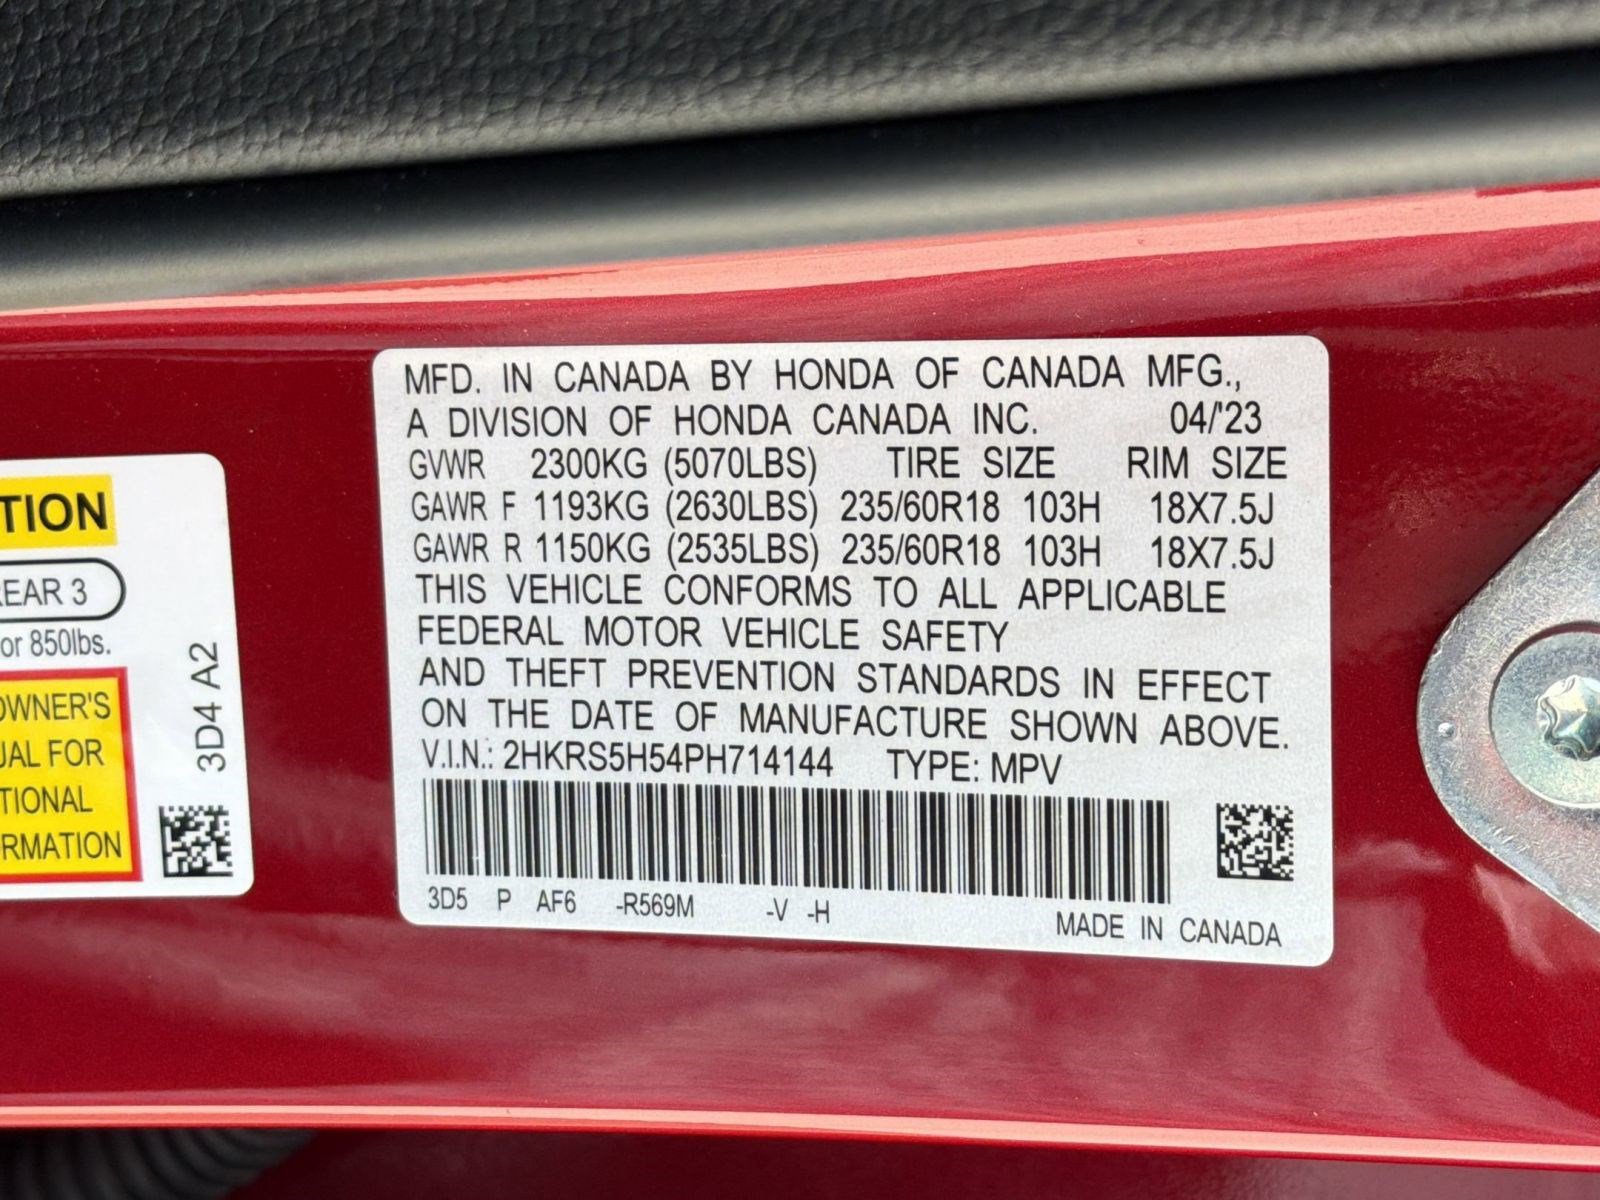 TION
REAR 3
or 850lbs.
OWNER'S
UAL FOR
TIONAL
RMATION
3D4 A2
MFD. IN CANADA BY HONDA OF CANADA MFG.,
A DIVISION OF HONDA CANADA INC. 04/'23
GVWR 2300KG (5070LBS) TIRE SIZE RIM SIZE
GAWR F 1193KG (2630LBS) 235/60R18 103H 18X7.5J
GAWR R 1150KG (2535LBS) 235/60R18 103H 18X7.5J
THIS VEHICLE CONFORMS TO ALL APPLICABLE
FEDERAL MOTOR VEHICLE SAFETY
AND THEFT PREVENTION STANDARDS IN EFFECT
ON THE DATE OF MANUFACTURE SHOWN ABOVE.
V.I.N.: 2HKRS5H54PH714144 TYPE: MPV
3D5 P AF6 -R569M -V -H
MADE IN CANADA